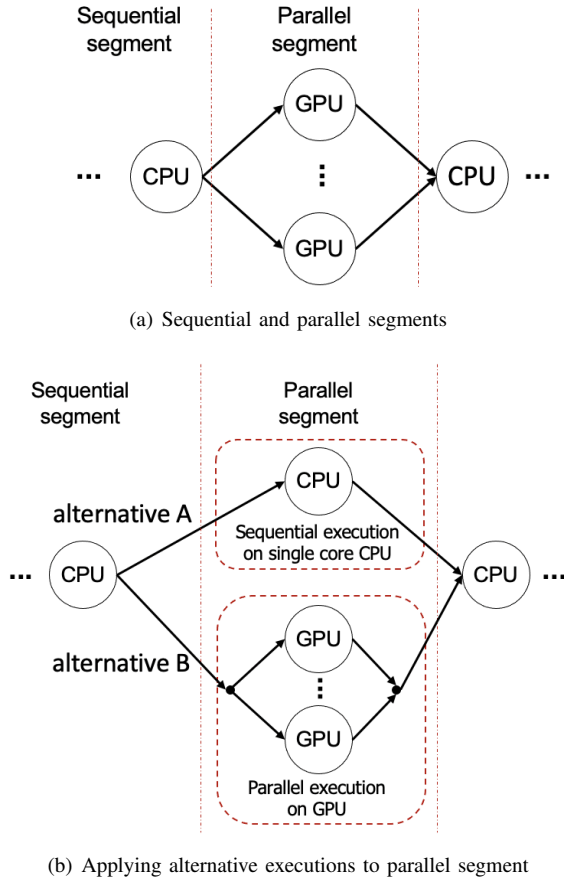 Sequential
segment
Parallel
segment
GPU
...
CPU
...
CPU
...
GPU
(a) Sequential and parallel segments
Sequential
segment
Parallel
segment
CPU
alternative A
Sequential execution
on single core CPU
...
CPU
CPU
...
GPU
alternative B
...
GPU
Parallel execution
on GPU
(b) Applying alternative executions to parallel segment